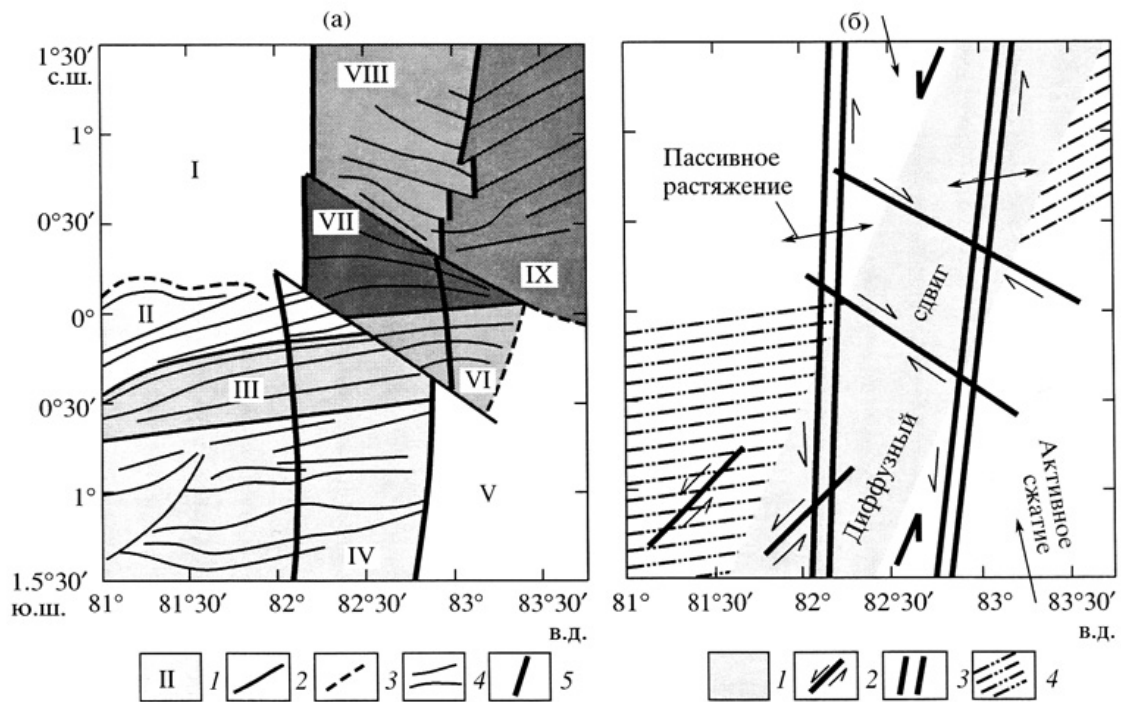 (а)
1°30′
с.ш.
1°
0°30′
0°
0°30′
1°
1.5°30′
ю.ш.
I
II
III
IV
V
VI
VII
VIII
IX
81°
81°30′
82°
82°30′
83°
83°30′
в.д.
II
1
2
3
4
5
(б)
Пассивное
растяжение
сдвиг
Диффузный
Активное
сжатие
81°
81°30′
82°
82°30′
83°
83°30′
в.д.
1
2
3
4